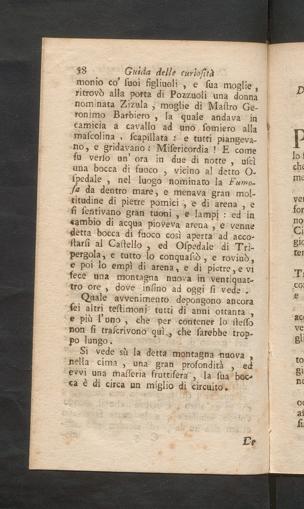 38 Guida delle curiosità
monio co' suoi figliuoli , e sua moglie ,
ritrovò alla porta di Pozzuoli una donna
nominata Zizula , moglie di Mastro Ge-
ronimo Barbiero , la quale andava in
camicia a cavallo ad uno somiero alla
mascolina , scapillata : e tutti piangeva-
no, e gridavano : Misericordia ! E come
fu verso un' ora in due di notte , uscì
una bocca di fuoco , vicino al detto O-
spedale , nel luogo nominato la Fumo-
sa da dentro mare, e menava gran mol-
titudine di pietre pomici , e di arena , e
si sentivano gran tuoni , e lampi : ed in
cambio di acqua pioveva arena , e venne
detta bocca di fuoco così aperta ad acco-
starsi al Castello , ed Ospedale di Tri-
pergola, e tutto lo conquasò , e rovinò,
e poi lo empì di arena, e di pietre, e vi
fece una montagna nuova in ventiquat-
tro ore , dove insino ad oggi si vede .
Quale avvenimento depongono ancora
sei altri testimoni tutti di anni ottanta ,
e più l'uno , che per contener lo stesso
non si trascrivono quì , che sarebbe trop-
po lungo.
Si vede sù la detta montagna nuova ,
nella cima , una gran profondità , ed
evvi una masseria fruttifera , la sua boc-
ca è di circa un miglio di circuito .
De